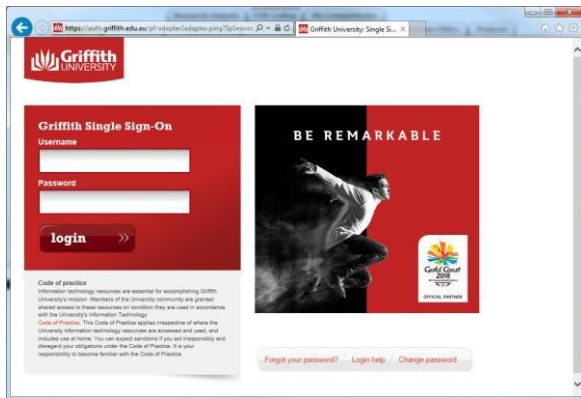 https://auth.griffith.edu.au/pf/adapter2adapter.ping?SpSession
Griffith University: Single Si...
Griffith
UNIVERSITY
Griffith Single Sign-On
Username
Password
login
BE REMARKABLE
Gold Coast
2018
OFFICIAL PARTNER
Code of practice
Information technology resources are essential for accomplishing Griffith
University's mission. Members of the University community are granted
shared access to these resources on condition they are used in accordance
with the University's Information Technology
Code of Practice. This Code of Practice applies irrespective of where the
University information technology resources are accessed and used, and
includes use at home. You can expect sanctions if you act irresponsibly and
disregard your obligations under the Code of Practice. It is your
responsibility to become familiar with the Code of Practice.
Forgot your password? Login help Change password